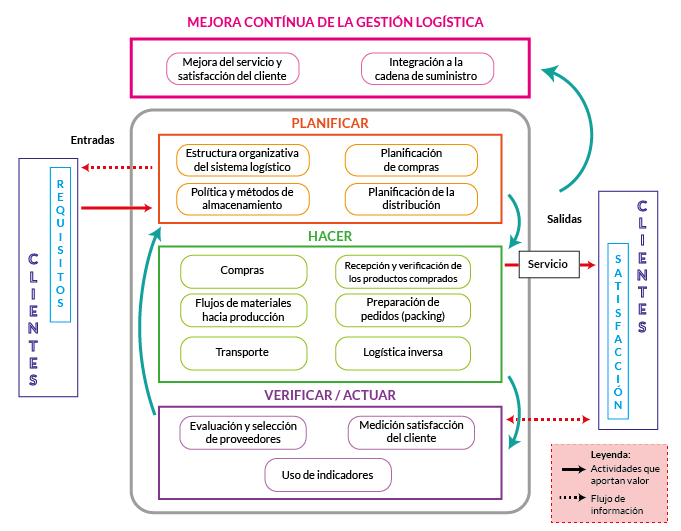 MEJORA CONTÍNUA DE LA GESTIÓN LOGÍSTICA
Mejora del servicio y
satisfacción del cliente
Integración a la
cadena de suministro
PLANIFICAR
Entradas
Estructura organizativa
del sistema logístico
Planificación
de compras
Política y métodos de
almacenamiento
Planificación de la
distribución
CLIENTES
REQUISITOS
HACER
Compras
Recepción y verificación de
los productos comprados
Flujos de materiales
hacia producción
Preparación de
pedidos (packing)
Transporte
Logística inversa
Salidas
Servicio
SATISFACCIÓN
CLIENTES
VERIFICAR / ACTUAR
Evaluación y selección
de proveedores
Medición satisfacción
del cliente
Uso de indicadores
Leyenda:
Actividades que
aportan valor
Flujo de
información